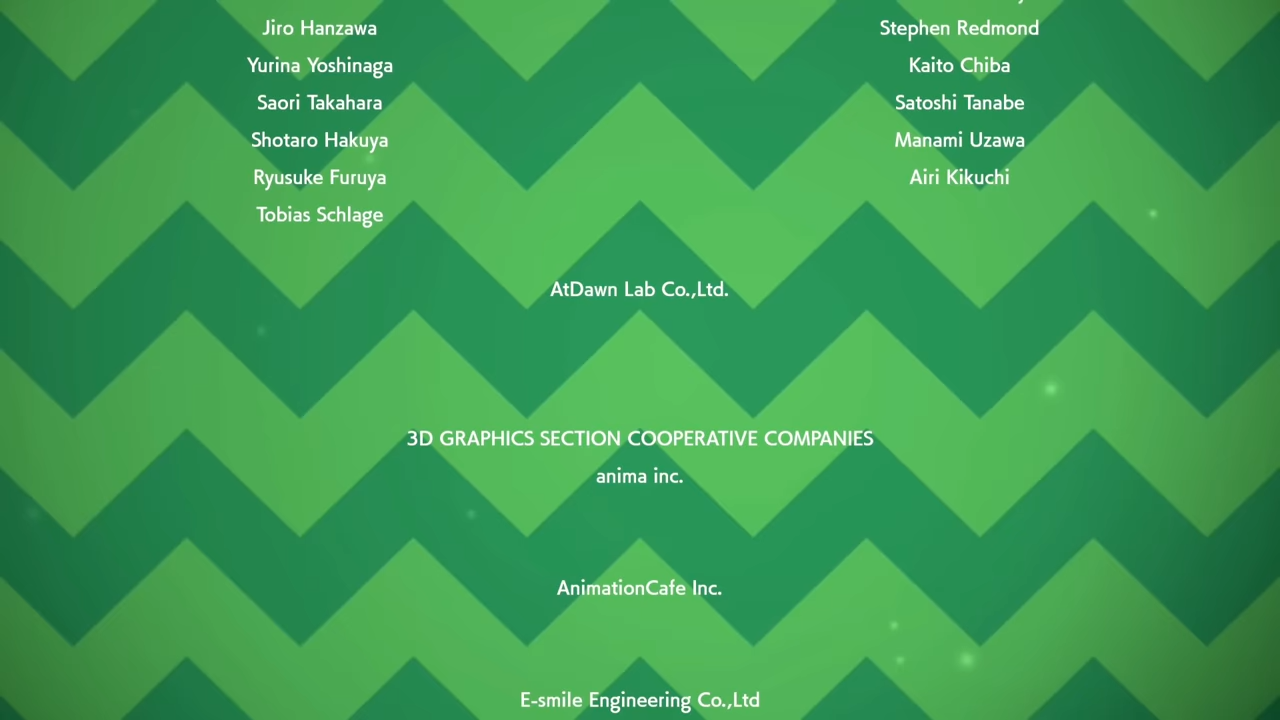 Jiro Hanzawa
Stephen Redmond
Yurina Yoshinaga
Kaito Chiba
Saori Takahara
Satoshi Tanabe
Shotaro Hakuya
Manami Uzawa
Ryusuke Furuya
Airi Kikuchi
Tobias Schlage
AtDawn Lab Co.,Ltd.
3D GRAPHICS SECTION COOPERATIVE COMPANIES
anima inc.
AnimationCafe Inc.
E-smile Engineering Co.,Ltd